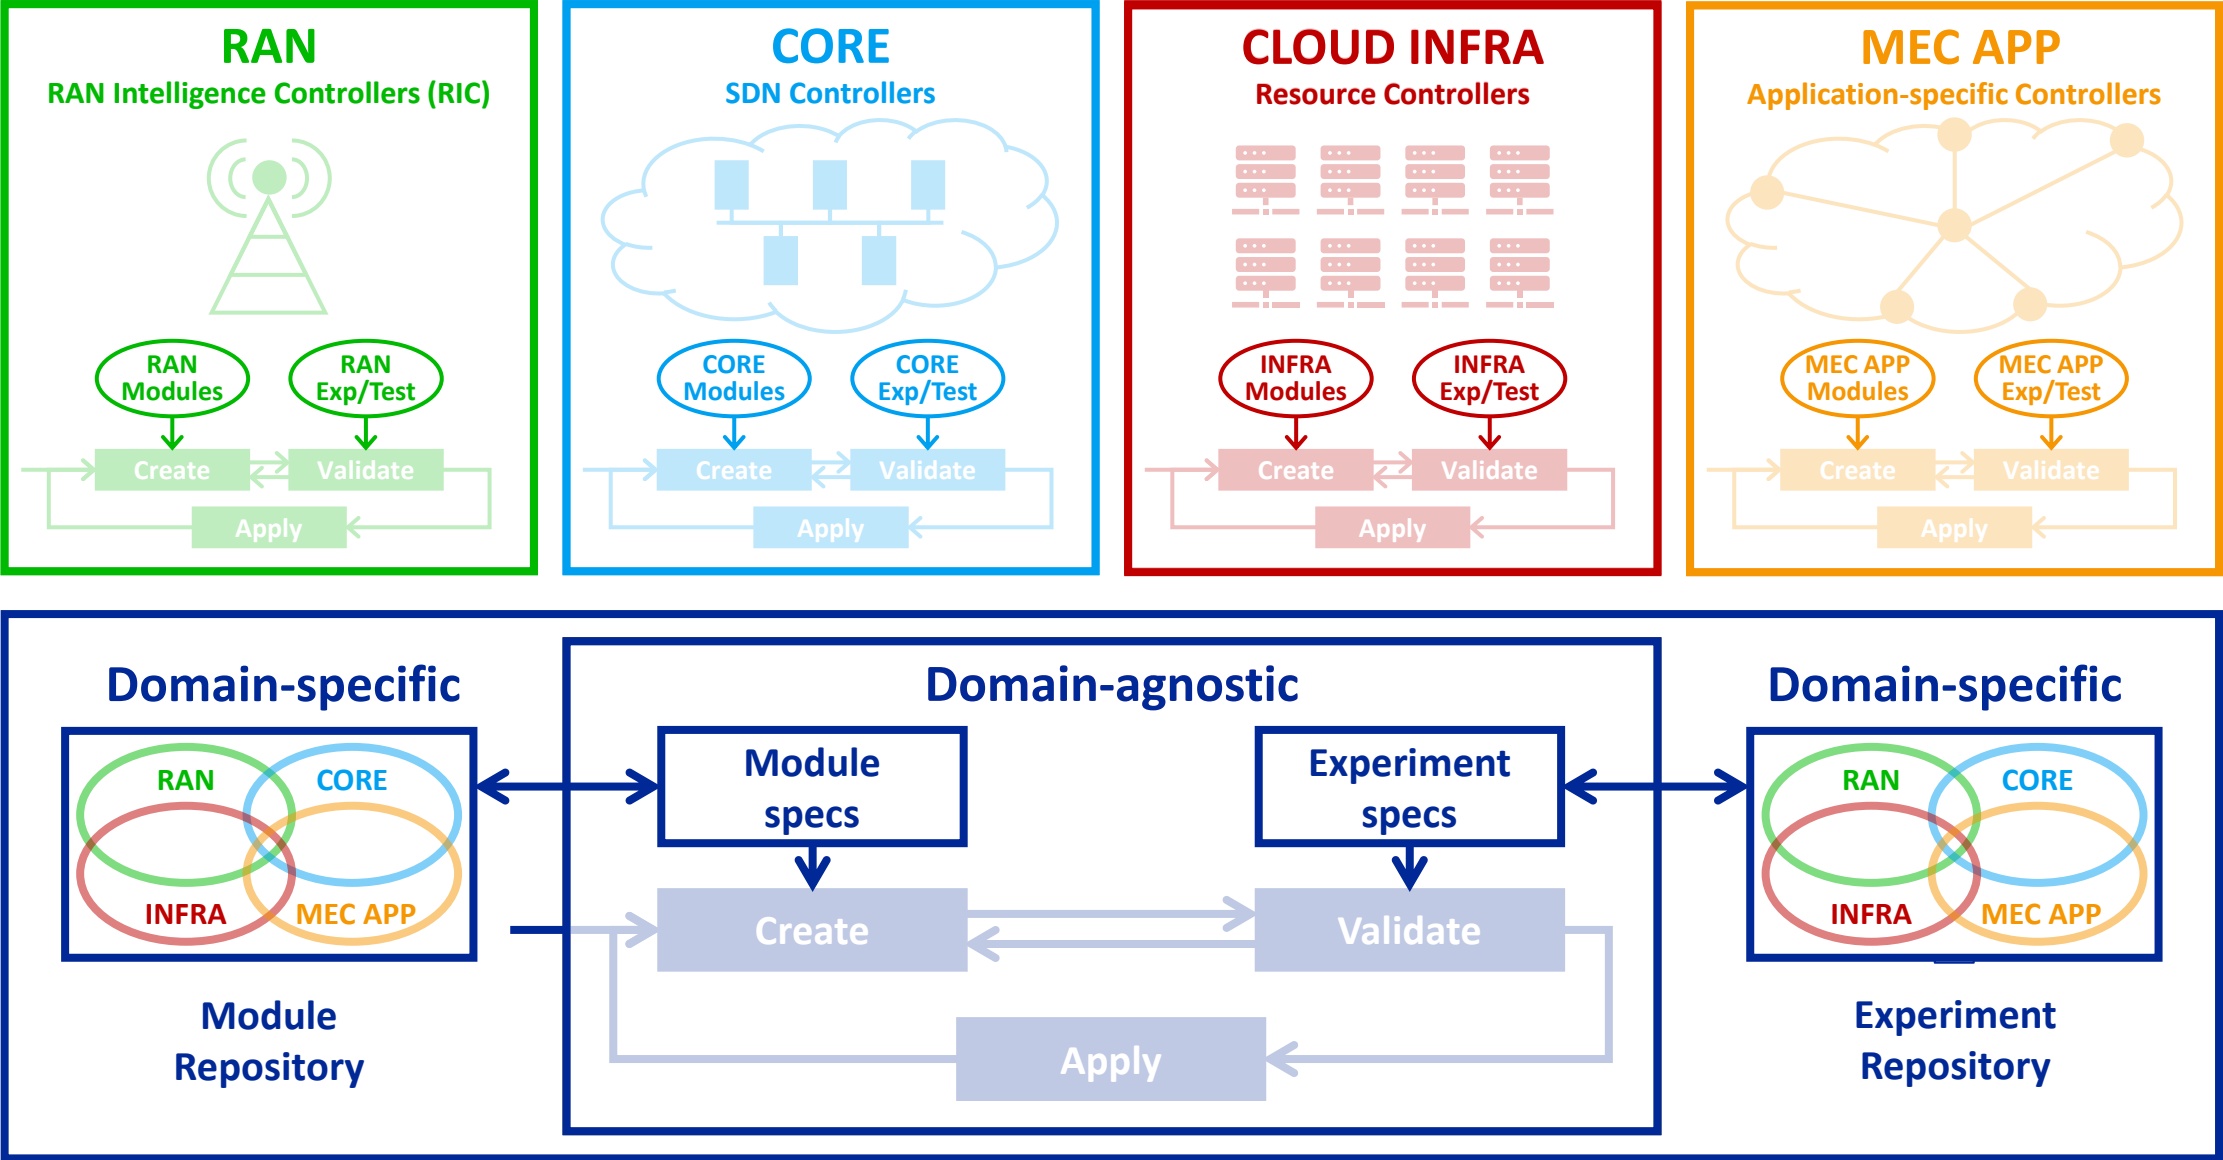 RAN
RAN Intelligence Controllers (RIC)
RAN
Modules
RAN
Exp/Test
Create
Validate
Apply
CORE
SDN Controllers
CORE
Modules
CORE
Exp/Test
Create
Validate
Apply
CLOUD INFRA
Resource Controllers
INFRA
Modules
INFRA
Exp/Test
Create
Validate
Apply
MEC APP
Application-specific Controllers
MEC APP
Modules
MEC APP
Exp/Test
Create
Validate
Apply
Domain-specific
RAN
CORE
INFRA
MEC APP
Module
Repository
Domain-agnostic
Module
specs
Experiment
specs
Create
Validate
Apply
Domain-specific
RAN
CORE
INFRA
MEC APP
Experiment
Repository